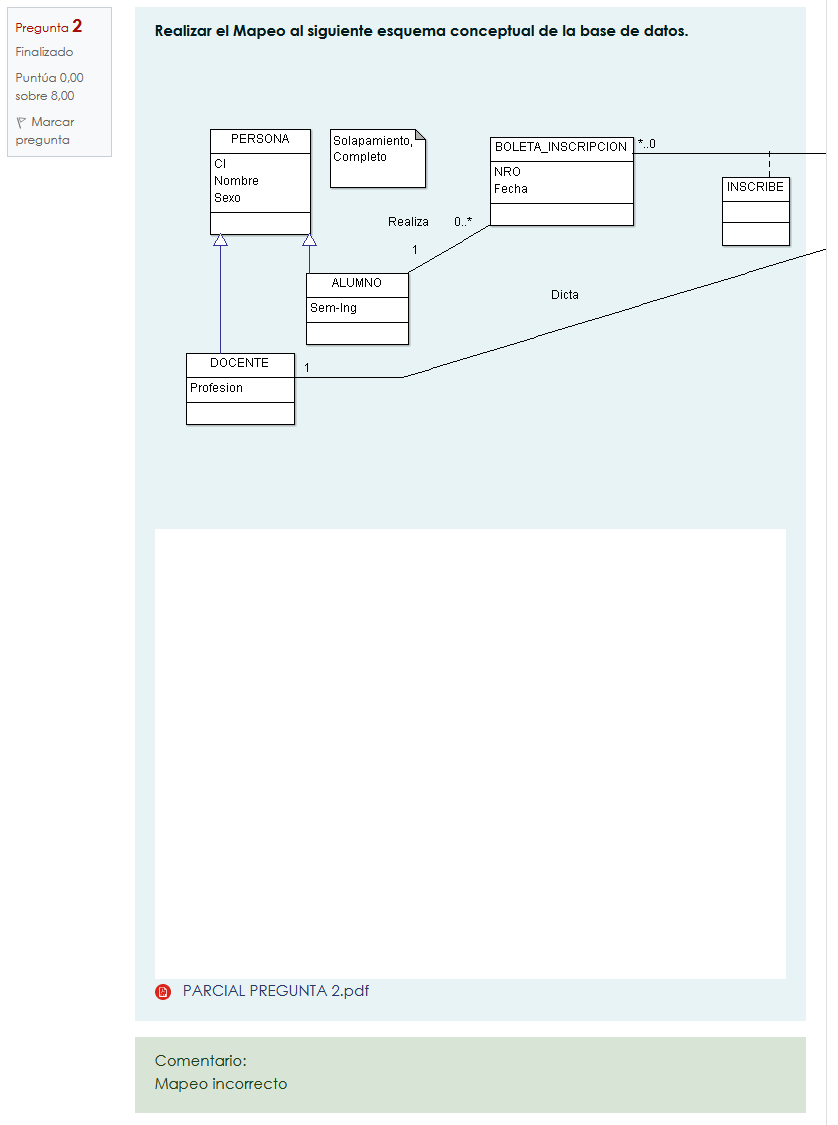 Pregunta 2
Finalizado
Puntúa 0,00
sobre 8,00
Marcar
pregunta
Realizar el Mapeo al siguiente esquema conceptual de la base de datos.
PERSONA
CI
Nombre
Sexo
Solapamiento,
Completo
BOLETA_INSCRIPCION
NRO
Fecha
*..0
INSCRIBE
Realiza
0..*
1
ALUMNO
Sem-Ing
Dicta
DOCENTE
Profesion
1
PARCIAL PREGUNTA 2.pdf
Comentario:
Mapeo incorrecto